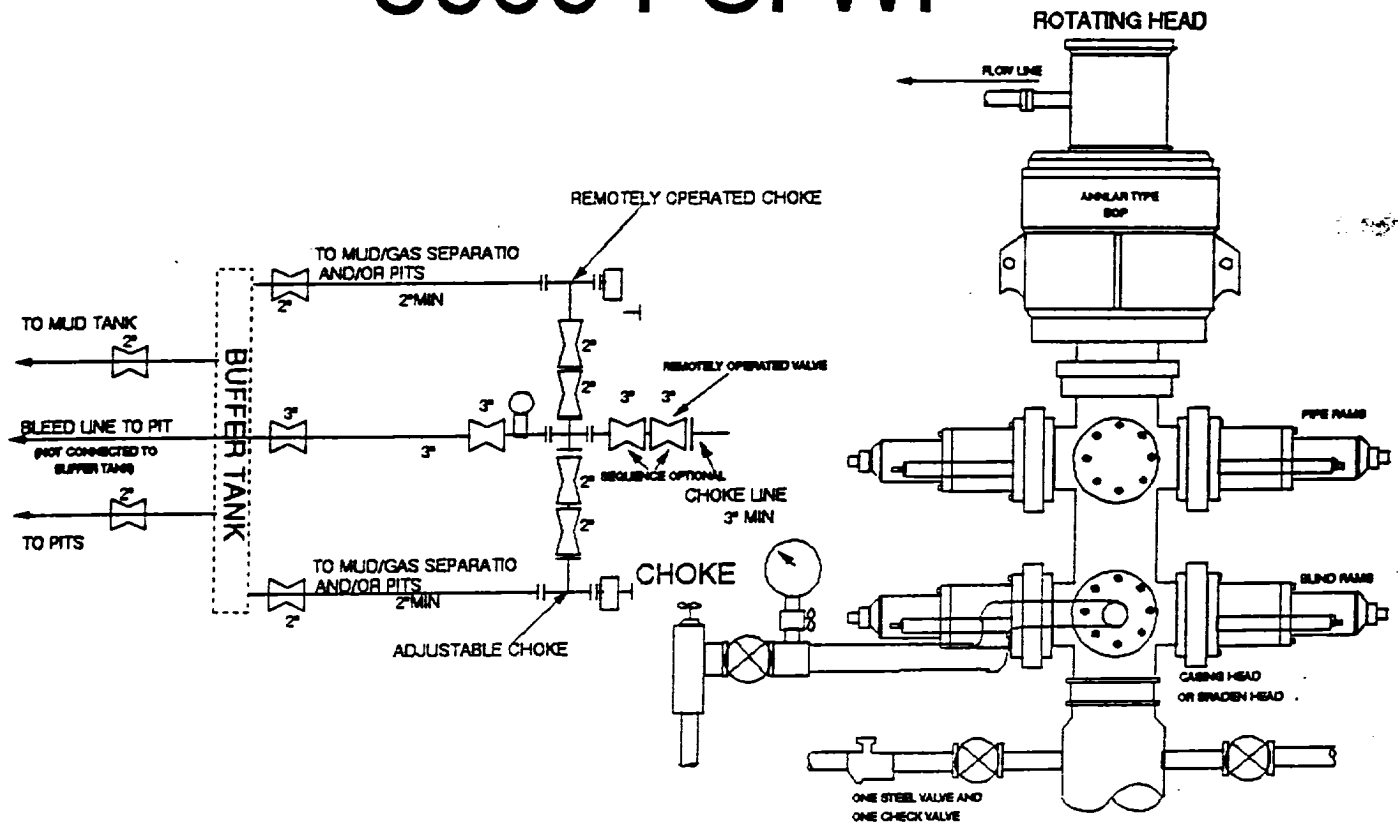 ROTATING HEAD
FLOW LINE
ANNLAR TYPE
BOP
REMOTELY OPERATED CHOKE
TO MUD/GAS SEPARATIO
AND/OR PITS
2"
2"MIN
TO MUD TANK
2"
2"
REMOTELY OPERATED VALVE
2"
3"
3"
PIPE RAMS
BUFFER TANK
BLEED LINE TO PIT
(NOT CONNECTED TO
BUFFER TANK)
3"
3"
3"
SEQUENCE OPTIONAL
2"
CHOKE LINE
3" MIN
2"
TO PITS
2"
TO MUD/GAS SEPARATIO
AND/OR PITS
2"MIN
2"
CHOKE
BLIND RAMS
ADJUSTABLE CHOKE
CASING HEAD
OR BRADEN HEAD
ONE STEEL VALVE AND
ONE CHECK VALVE